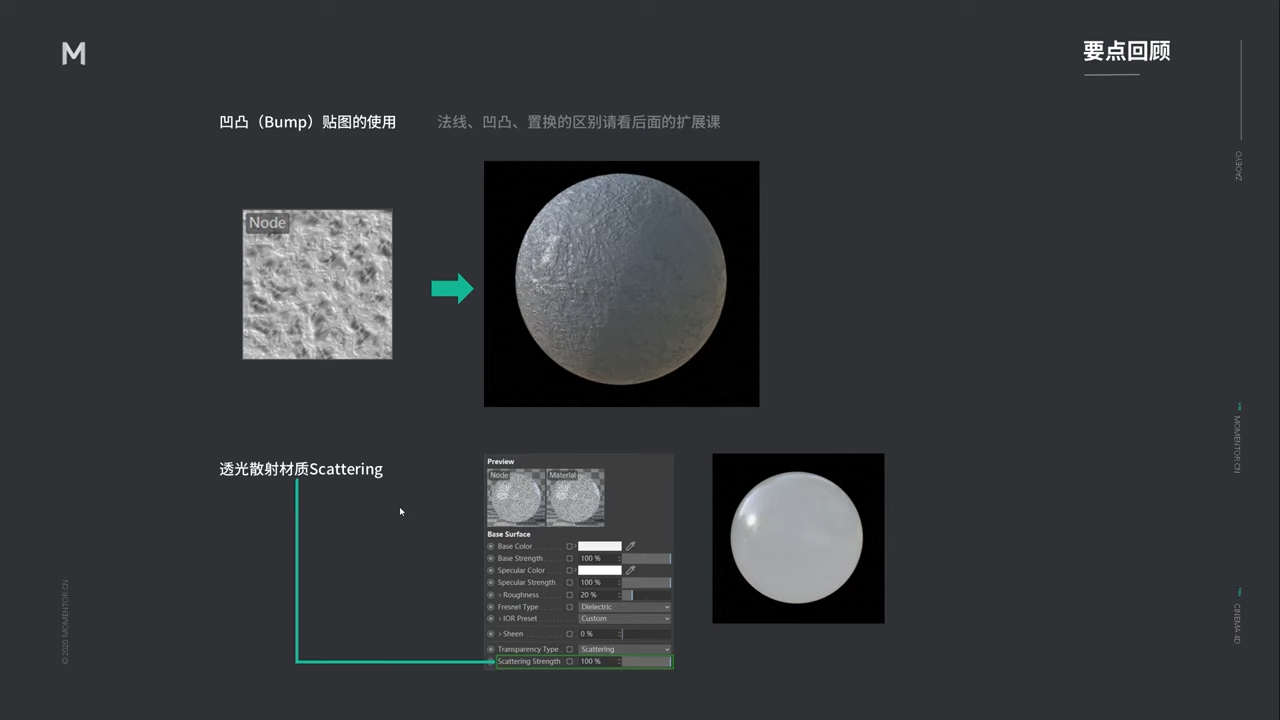 M
要点回顾
凹凸（Bump）贴图的使用
法线、凹凸、置换的区别请看后面的扩展课
ZAOEYO
Node
透光散射材质Scattering
Preview
Node
Material
Base Surface
Base Color
Base Strength 100 %
Specular Color
Specular Strength 100 %
Roughness 20 %
Fresnel Type Dielectric
IOR Preset Custom
Sheen 0 %
Transparency Type Scattering
Scattering Strength 100 %
MOMENTOR.CN
CINEMA 4D
© 2020 MOMENTOR.CN